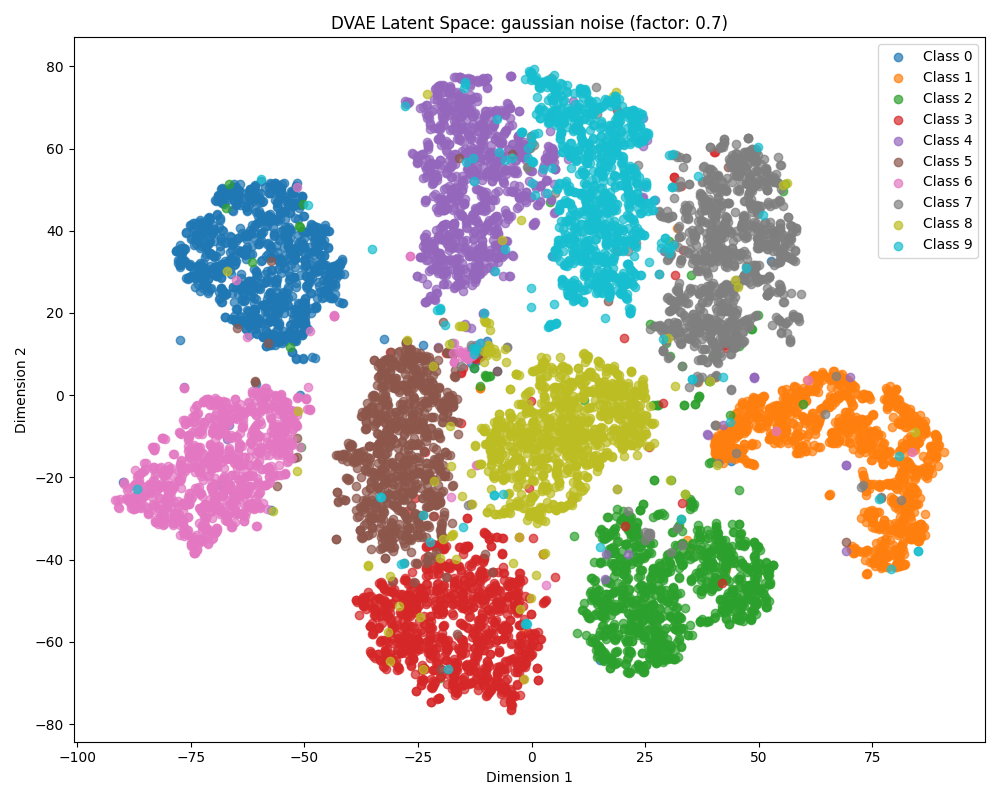 DVAE Latent Space: gaussian noise (factor: 0.7)
Class 0
Class 1
Class 2
Class 3
Class 4
Class 5
Class 6
Class 7
Class 8
Class 9
80
60
40
20
0
−20
−40
−60
−80
Dimension 2
−100 −75 −50 −25 0 25 50 75
Dimension 1